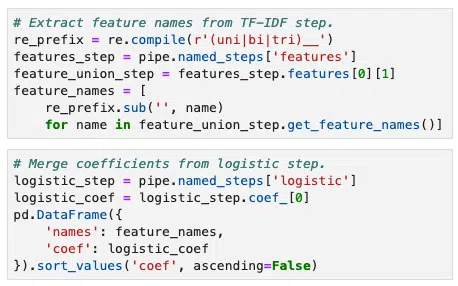 # Extract feature names from TF-IDF step.
re_prefix = re.compile(r'(uni|bi|tri)__')
features_step = pipe.named_steps['features']
feature_union_step = features_step.features[0][1]
feature_names = [
    re_prefix.sub('', name)
    for name in feature_union_step.get_feature_names()]
# Merge coefficients from logistic step.
logistic_step = pipe.named_steps['logistic']
logistic_coef = logistic_step.coef_[0]
pd.DataFrame({
    'names': feature_names,
    'coef': logistic_coef
}).sort_values('coef', ascending=False)